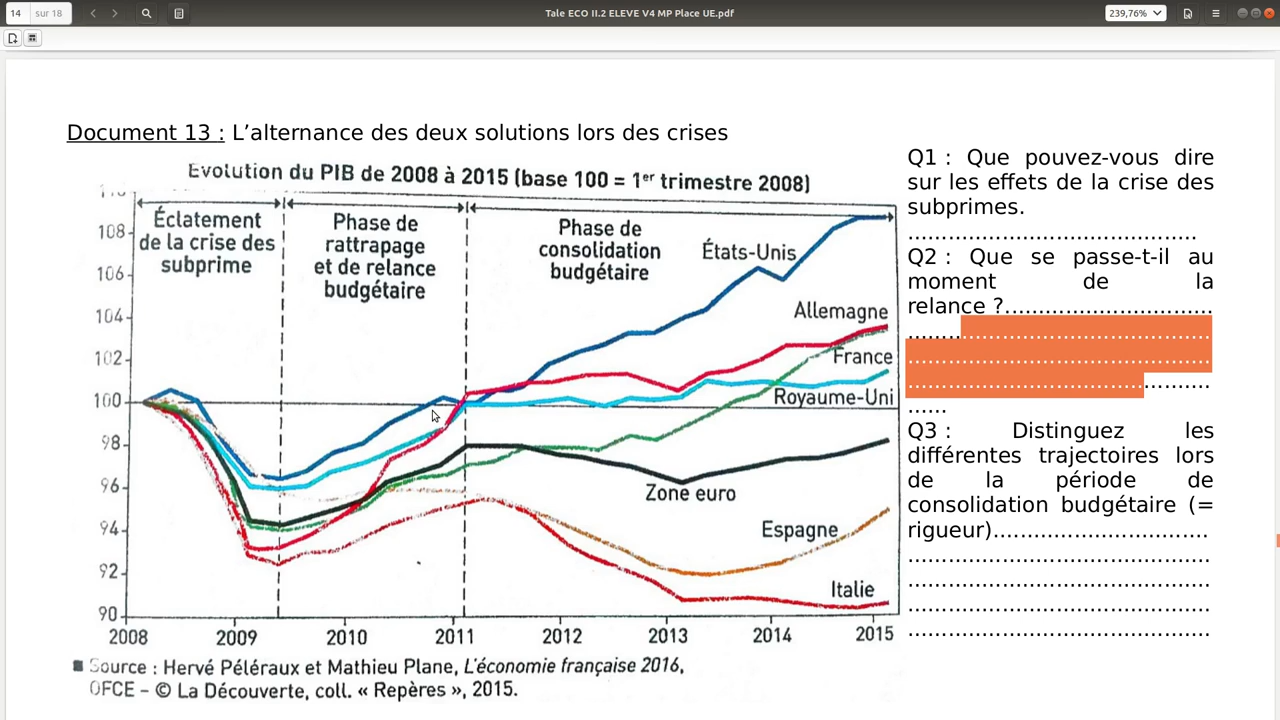 14 sur 18
Tale ECO II.2 ELEVE V4 MP Place UE.pdf
239,76%
Document 13 : L’alternance des deux solutions lors des crises
Evolution du PIB de 2008 à 2015 (base 100 = 1er trimestre 2008)
Éclatement
de la crise des
subprime
Phase de
rattrapage
et de relance
budgétaire
Phase de
consolidation
budgétaire
États-Unis
Allemagne
France
Royaume-Uni
Zone euro
Espagne
Italie
108
106
104
102
100
98
96
94
92
90
2008 2009 2010 2011 2012 2013 2014 2015
Source : Hervé Péléraux et Mathieu Plane, L'économie française 2016,
OFCE – © La Découverte, coll. « Repères », 2015.
Q1 : Que pouvez-vous dire
sur les effets de la crise des
subprimes.
...........................................
Q2 : Que se passe-t-il au
moment de la
relance ?...............................
.............................................
.............................................
.............................................
......
Q3 : Distinguez les
différentes trajectoires lors
de la période de
consolidation budgétaire (=
rigueur)................................
.............................................
.............................................
.............................................
.............................................